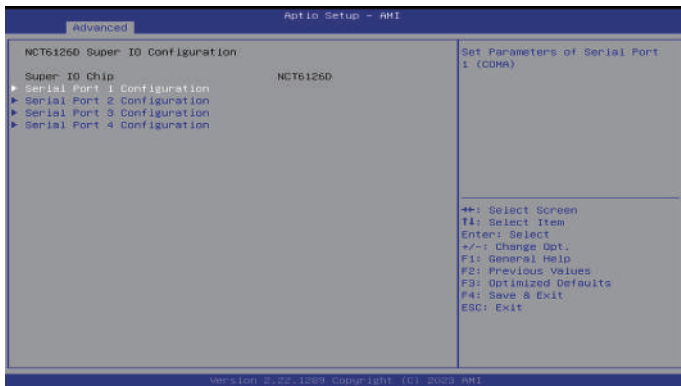 Aptio Setup - AMI
Advanced
NCT6126D Super IO Configuration
Super IO Chip NCT6126D
Serial Port 1 Configuration
Serial Port 2 Configuration
Serial Port 3 Configuration
Serial Port 4 Configuration
Set Parameters of Serial Port
1 (COMA)
→←: Select Screen
↑↓: Select Item
Enter: Select
+/-: Change Opt.
F1: General Help
F2: Previous Values
F3: Optimized Defaults
F4: Save & Exit
ESC: Exit
Version 2.22.1289 Copyright (C) 2023 AMI